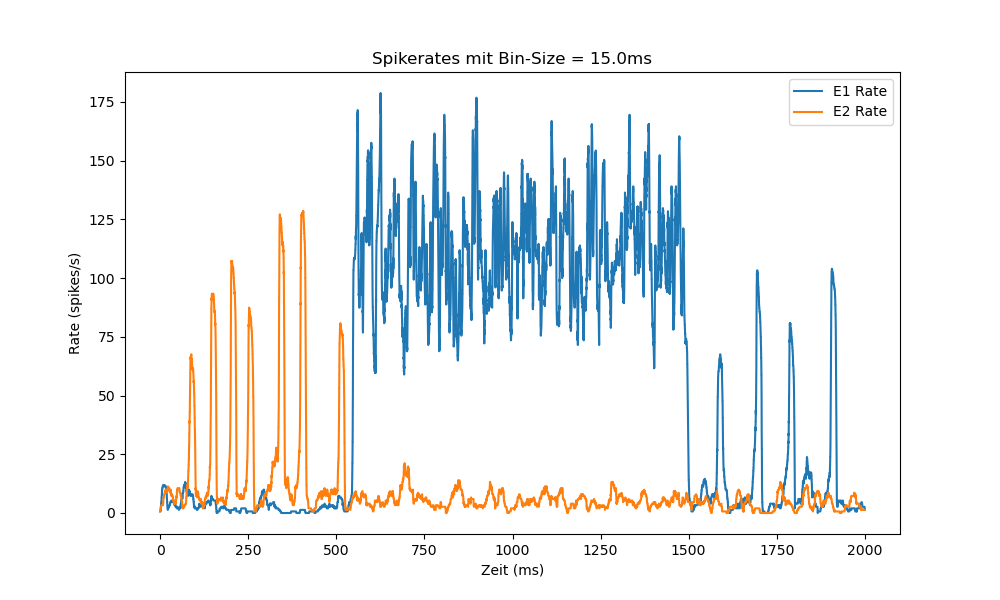 Spikerates mit Bin-Size = 15.0ms
E1 Rate
E2 Rate
Rate (spikes/s)
175
150
125
100
75
50
25
0
0 250 500 750 1000 1250 1500 1750 2000
Zeit (ms)